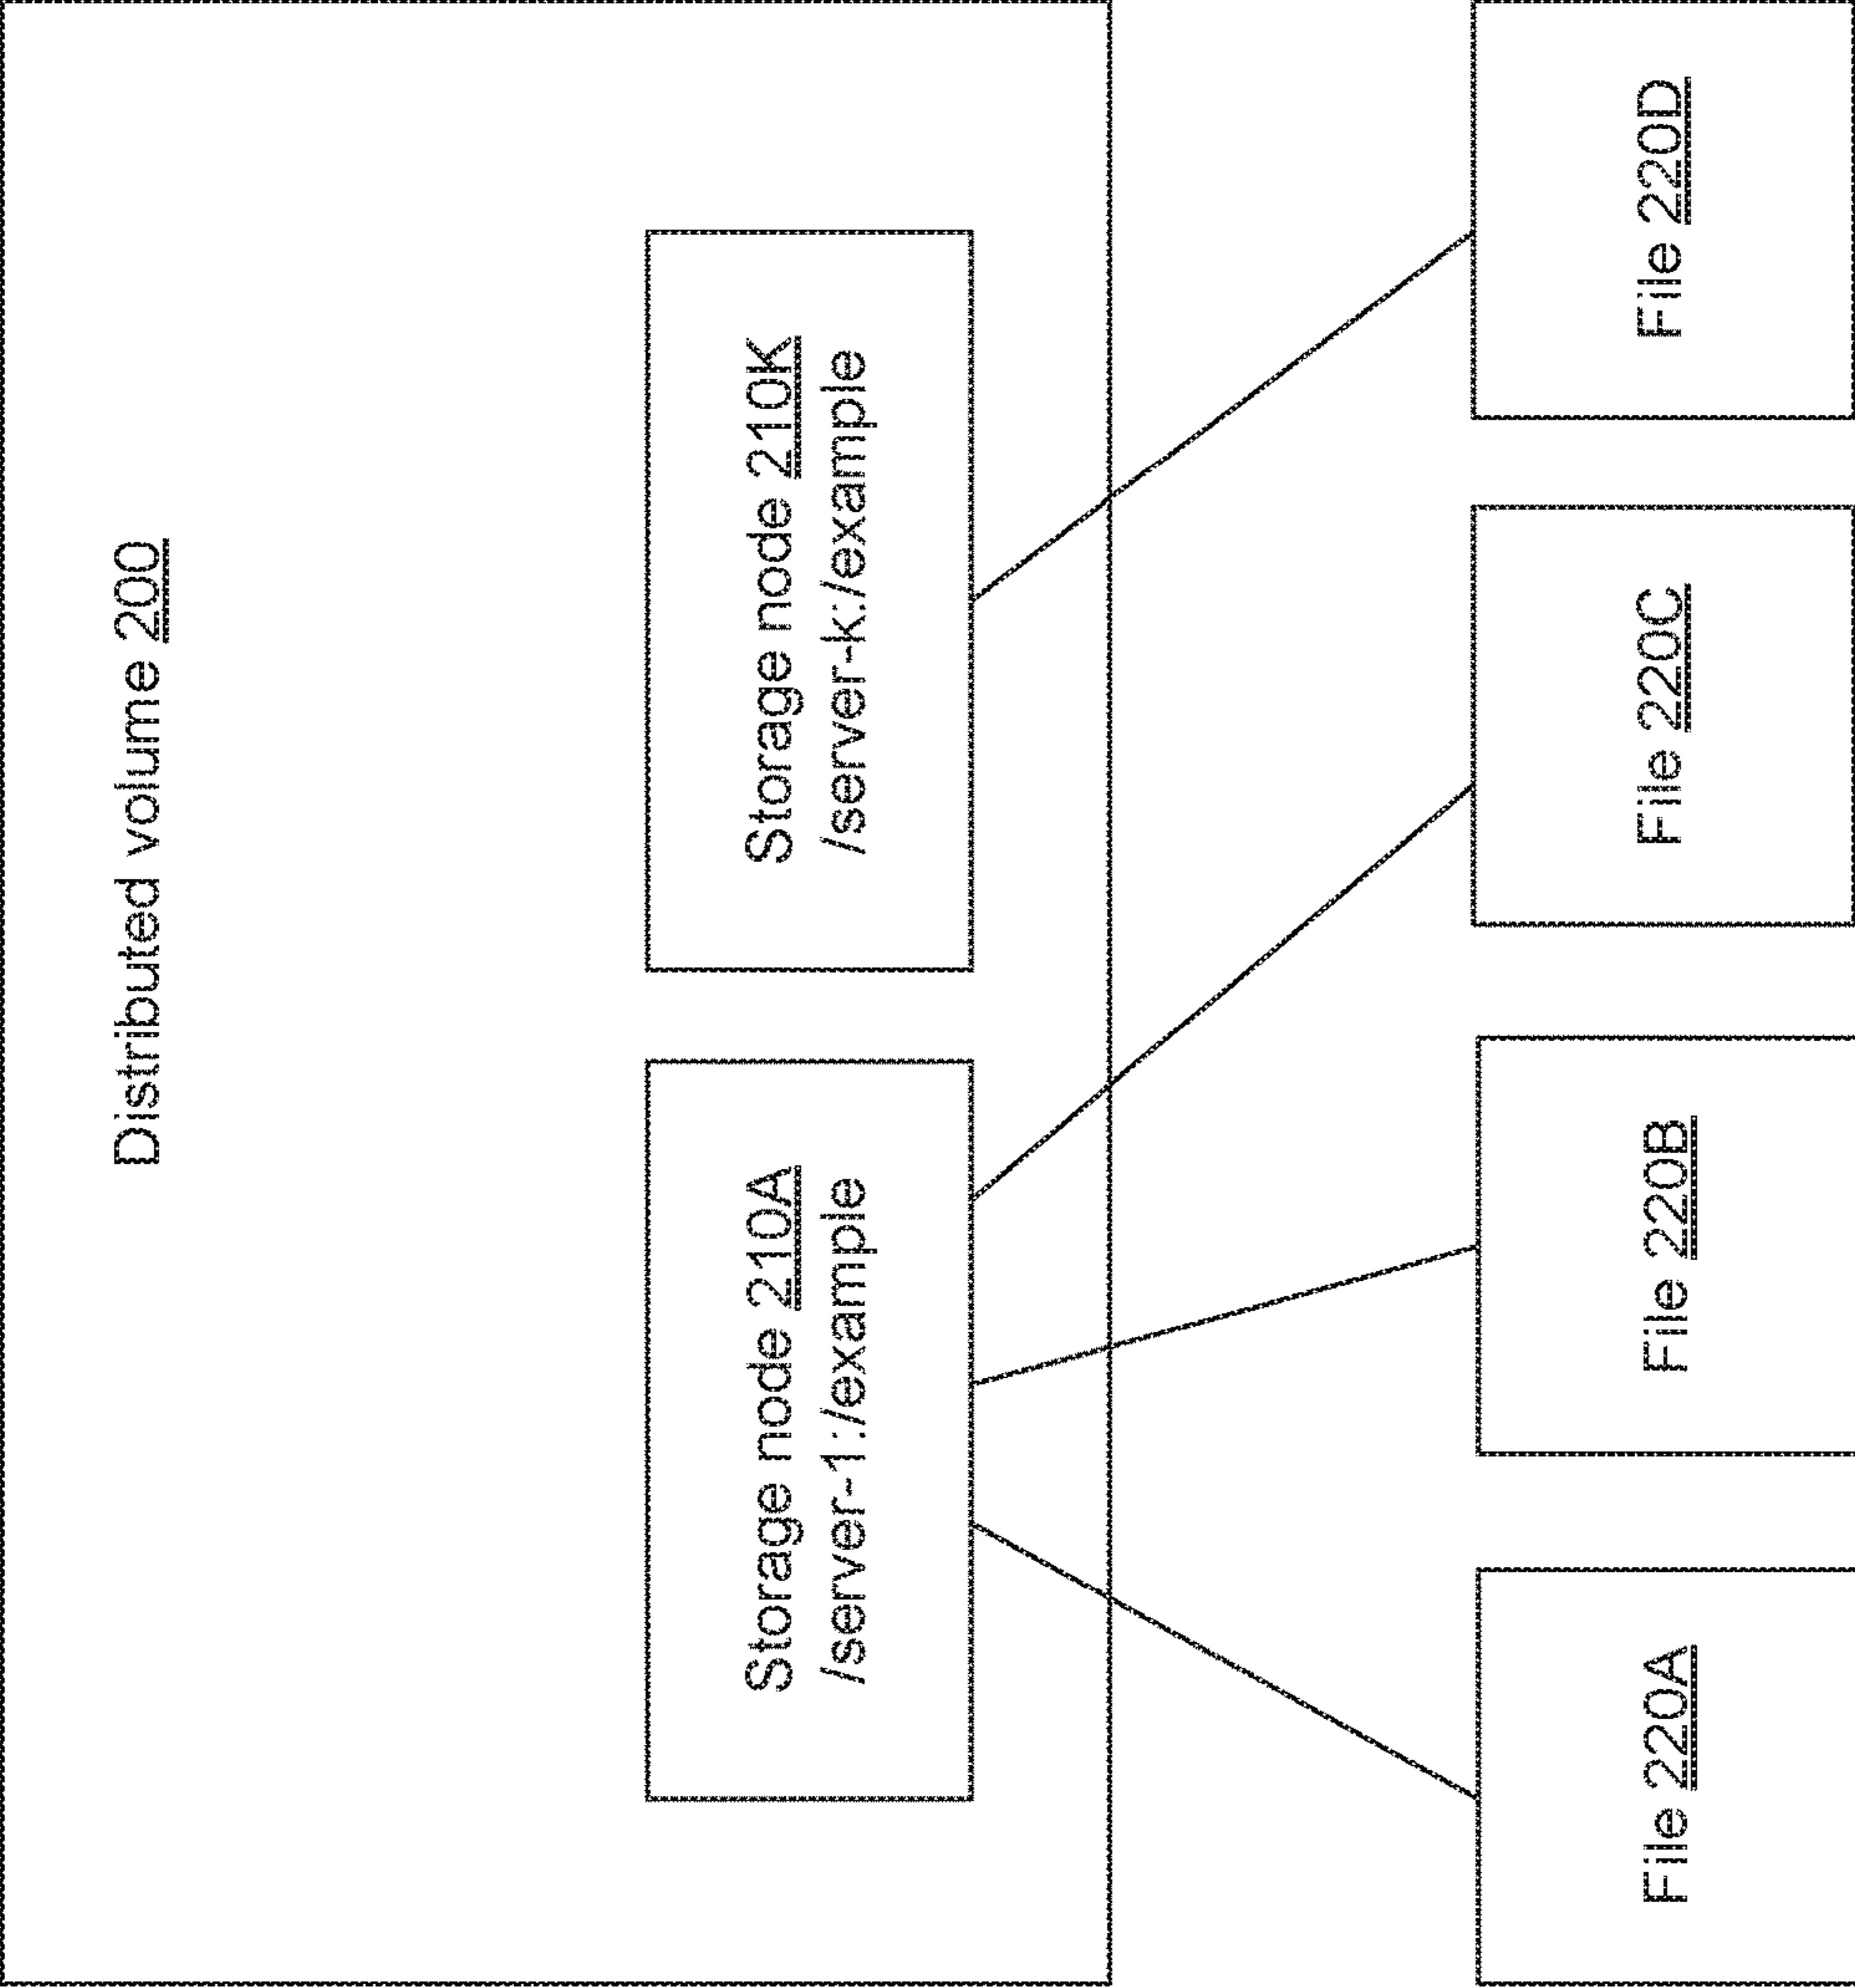 Distributed volume 200
Storage node 210A
/server-1:/example
Storage node 210K
/server-k:/example
File 220A
File 220B
File 220C
File 220D